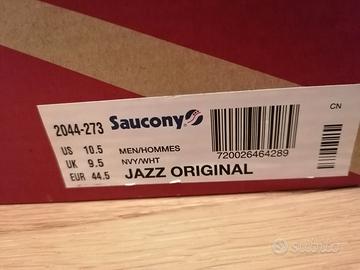 CN
2044-273 Saucony
US 10.5 MEN/HOMMES
UK 9.5 NVY/WHT
EUR 44.5 JAZZ ORIGINAL
720026464289
subito